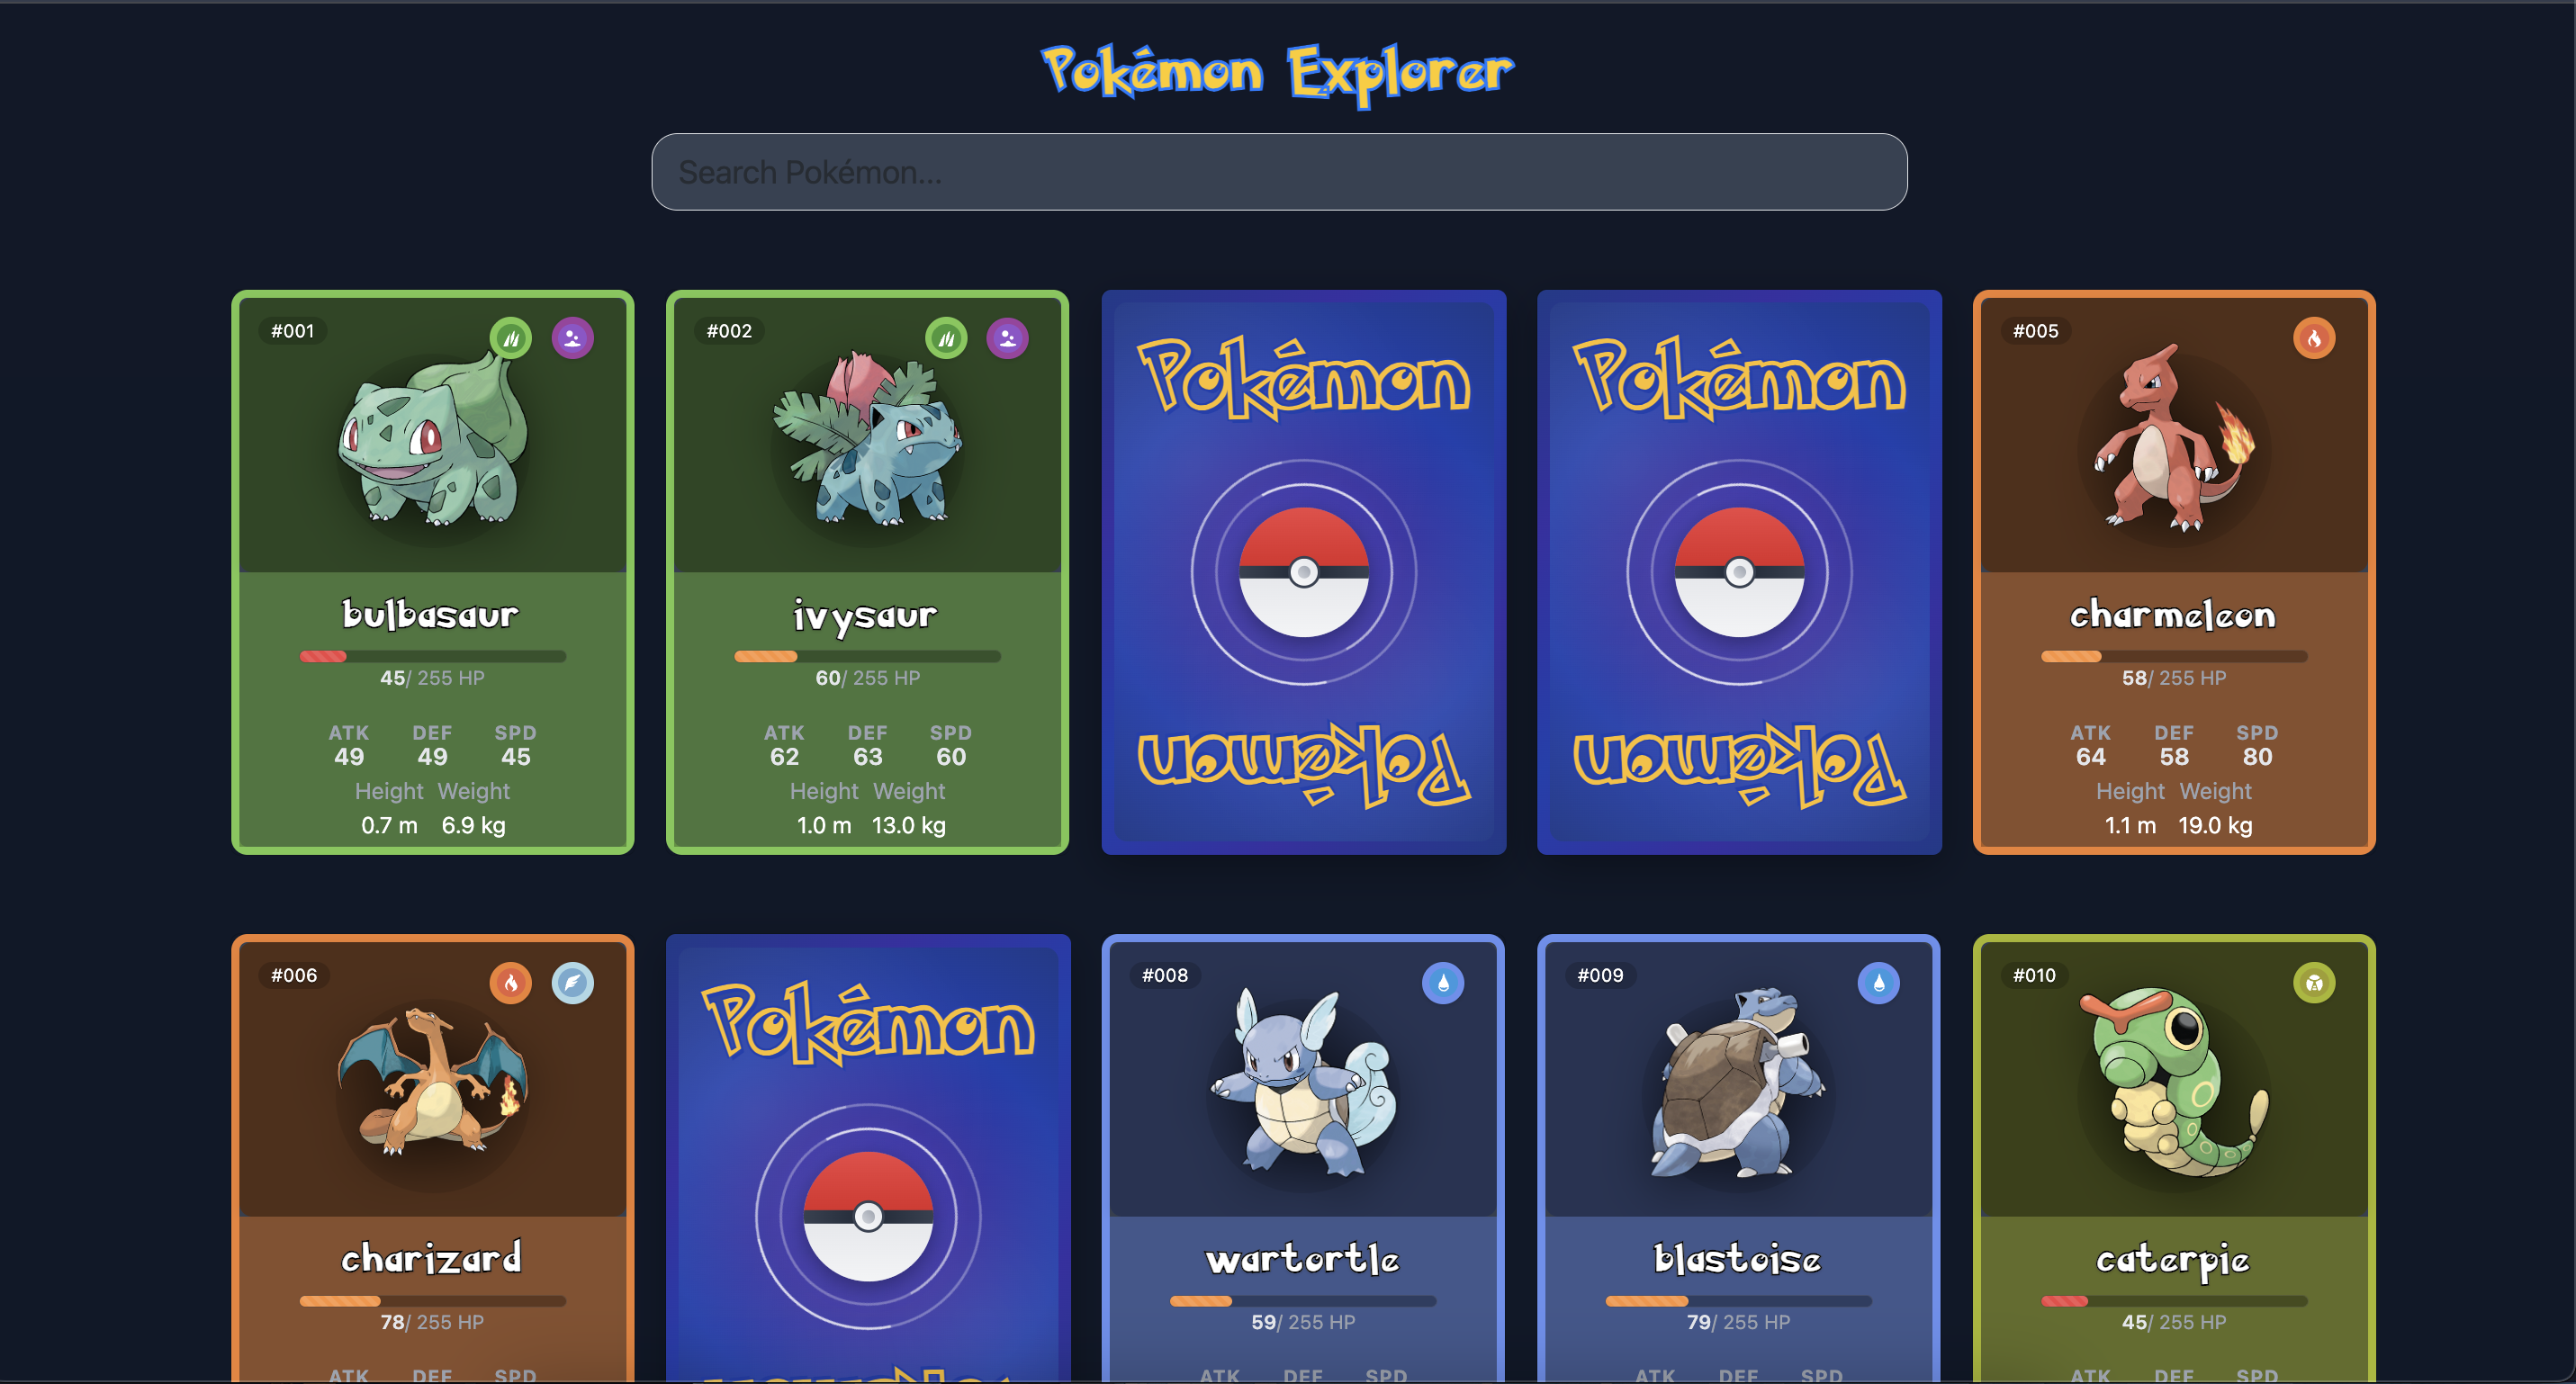 Pokémon Explorer
Search Pokémon...
#001
bulbasaur
45/ 255 HP
ATK DEF SPD
49 49 45
Height Weight
0.7 m 6.9 kg
#002
ivysaur
60/ 255 HP
ATK DEF SPD
62 63 60
Height Weight
1.0 m 13.0 kg
Pokémon
Pokémon
Pokémon
Pokémon
#005
charmeleon
58/ 255 HP
ATK DEF SPD
64 58 80
Height Weight
1.1 m 19.0 kg
#006
charizard
78/ 255 HP
ATK DEF SPD
Pokémon
Pokémon
#008
wartortle
59/ 255 HP
ATK DEF SPD
#009
blastoise
79/ 255 HP
ATK DEF SPD
#010
caterpie
45/ 255 HP
ATK DEF SPD